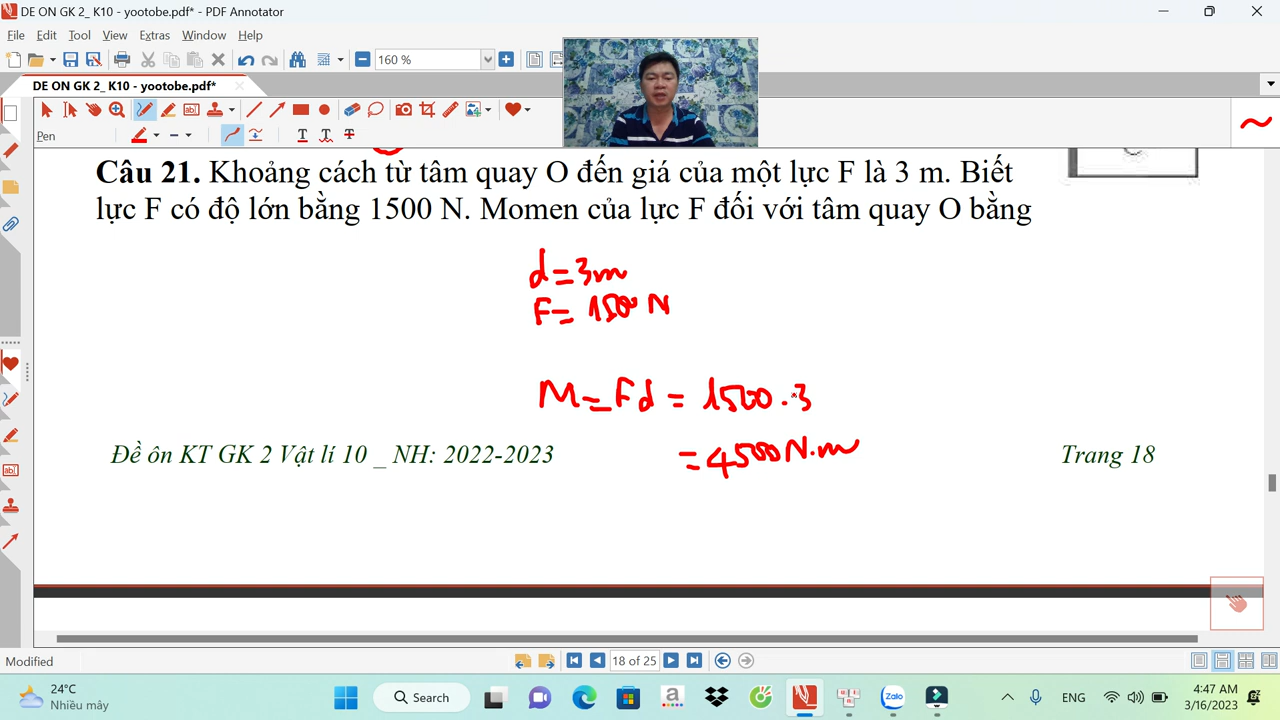 DE ON GK 2_ K10 - yootobe.pdf* - PDF Annotator
File Edit Tool View Extras Window Help
160 %
DE ON GK 2_ K10 - yootobe.pdf*
Pen
Câu 21. Khoảng cách từ tâm quay O đến giá của một lực F là 3 m. Biết
lực F có độ lớn bằng 1500 N. Momen của lực F đối với tâm quay O bằng
d = 3m
F = 1500 N
M = Fd = 1500 . 3
= 4500 N.m
Đề ôn KT GK 2 Vật lí 10 _ NH: 2022-2023 Trang 18
Modified
18 of 25
24°C
Nhiều mây
Search
a
Zalo
ENG
4:47 AM
3/16/2023